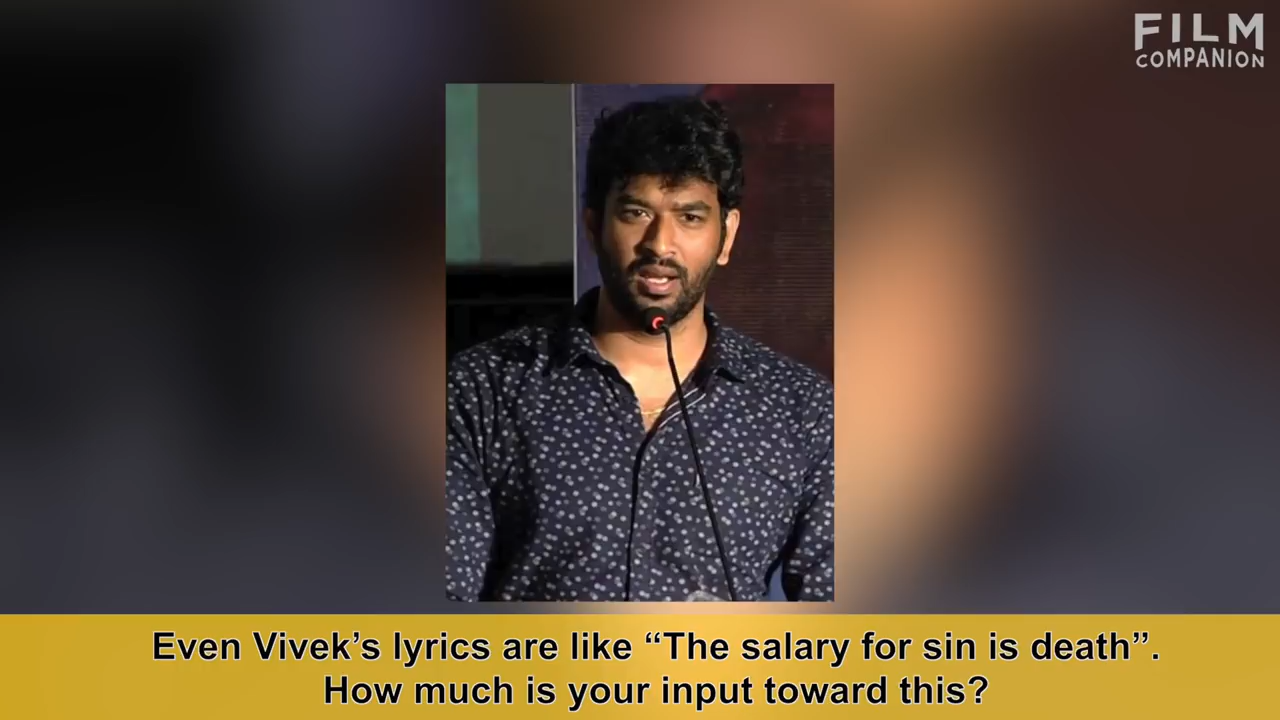 FILM
COMPANION
Even Vivek’s lyrics are like “The salary for sin is death”.
How much is your input toward this?